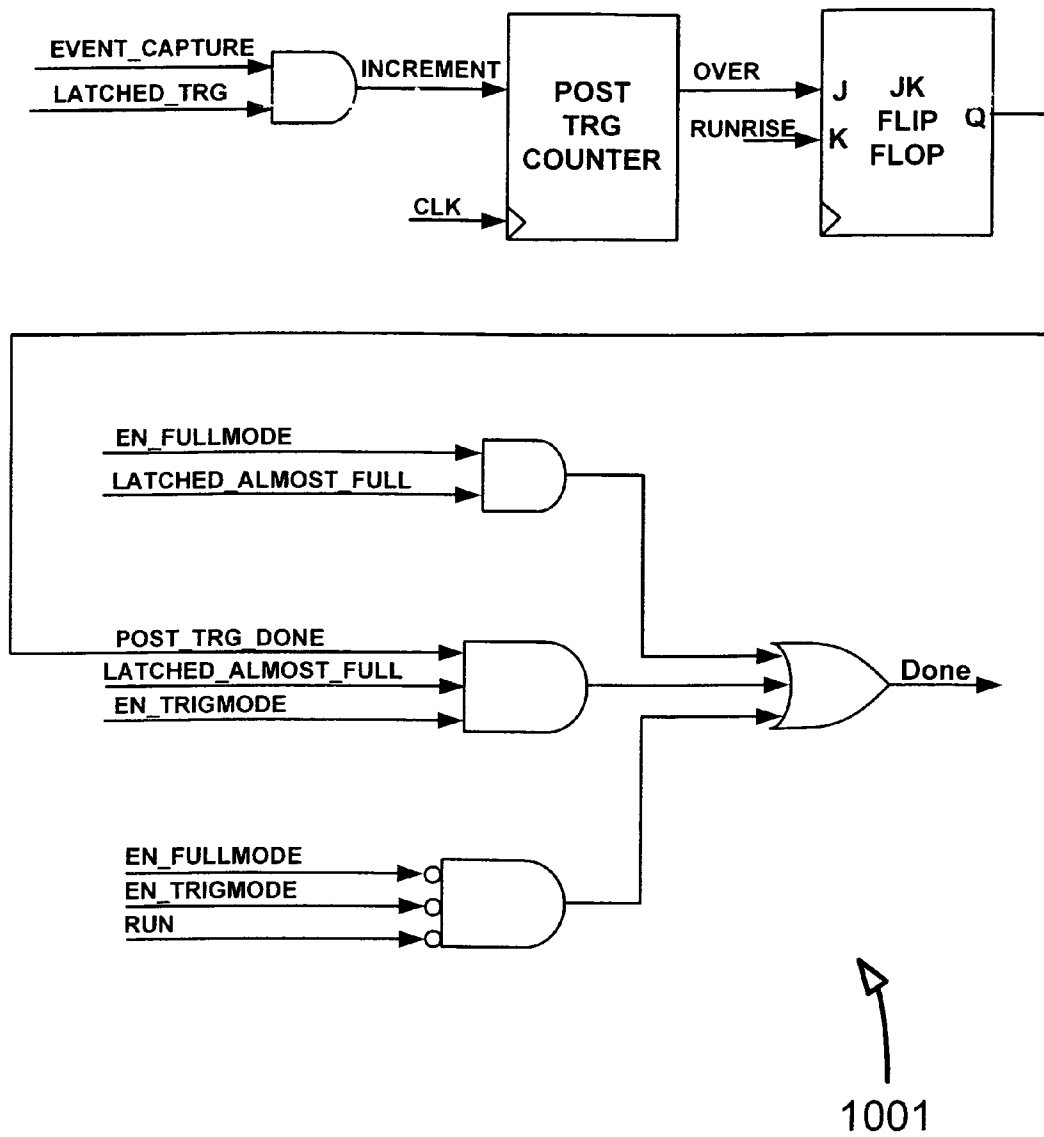 EVENT_CAPTURE
LATCHED_TRG
INCREMENT
POST
TRG
COUNTER
CLK
OVER
RUNRISE
J
K
JK
FLIP
FLOP
Q
EN_FULLMODE
LATCHED_ALMOST_FULL
POST_TRG_DONE
LATCHED_ALMOST_FULL
EN_TRIGMODE
EN_FULLMODE
EN_TRIGMODE
RUN
Done
1001